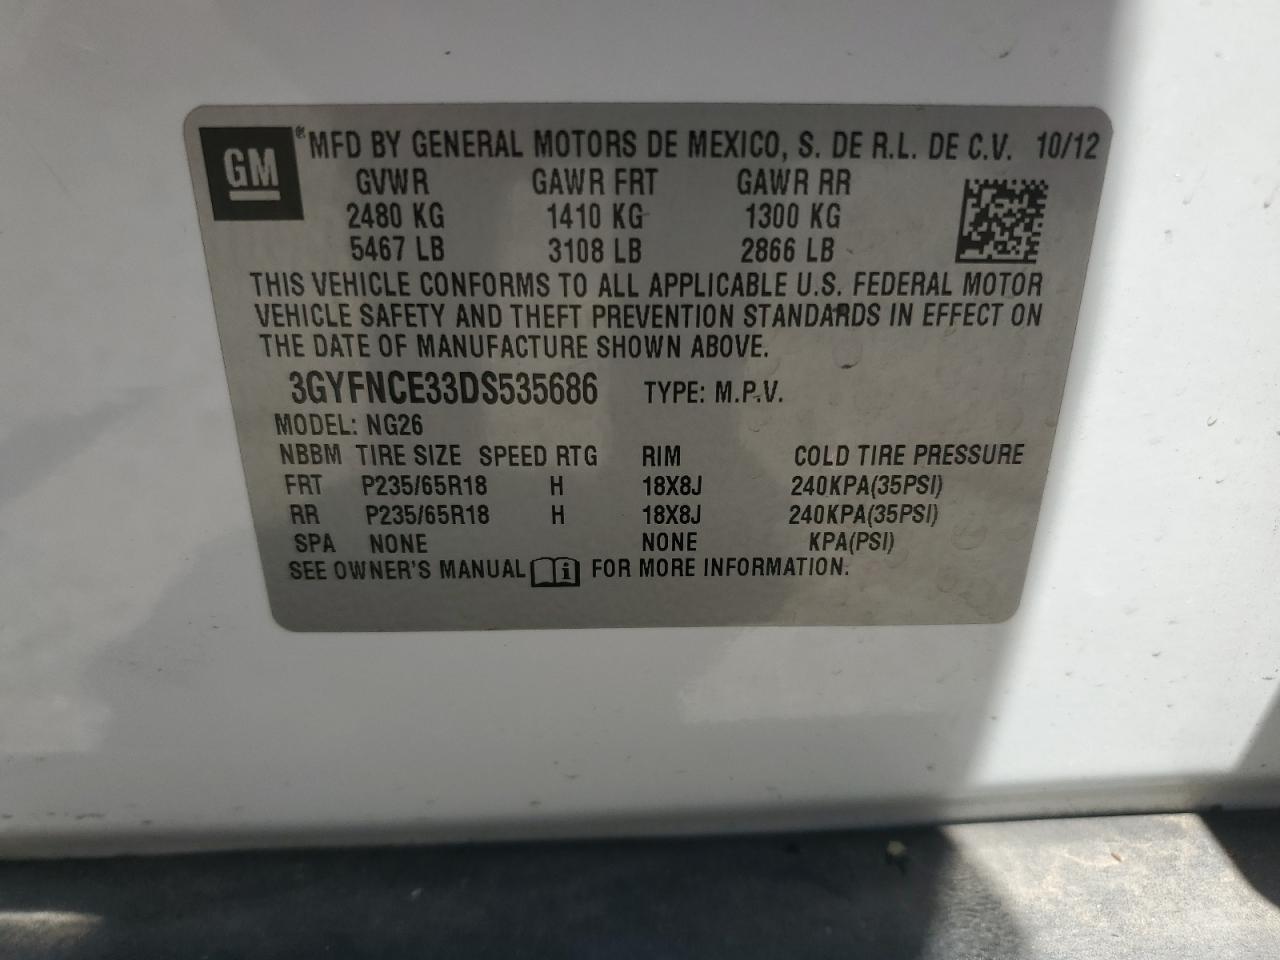 GM ® MFD BY GENERAL MOTORS DE MEXICO, S. DE R.L. DE C.V. 10/12
GVWR GAWR FRT GAWR RR
2480 KG 1410 KG 1300 KG
5467 LB 3108 LB 2866 LB
THIS VEHICLE CONFORMS TO ALL APPLICABLE U.S. FEDERAL MOTOR
VEHICLE SAFETY AND THEFT PREVENTION STANDARDS IN EFFECT ON
THE DATE OF MANUFACTURE SHOWN ABOVE.
3GYFNCE33DS535686 TYPE: M.P.V.
MODEL: NG26
NBBM TIRE SIZE SPEED RTG RIM COLD TIRE PRESSURE
FRT P235/65R18 H 18X8J 240KPA(35PSI)
RR P235/65R18 H 18X8J 240KPA(35PSI)
SPA NONE NONE KPA(PSI)
SEE OWNER'S MANUAL i FOR MORE INFORMATION.